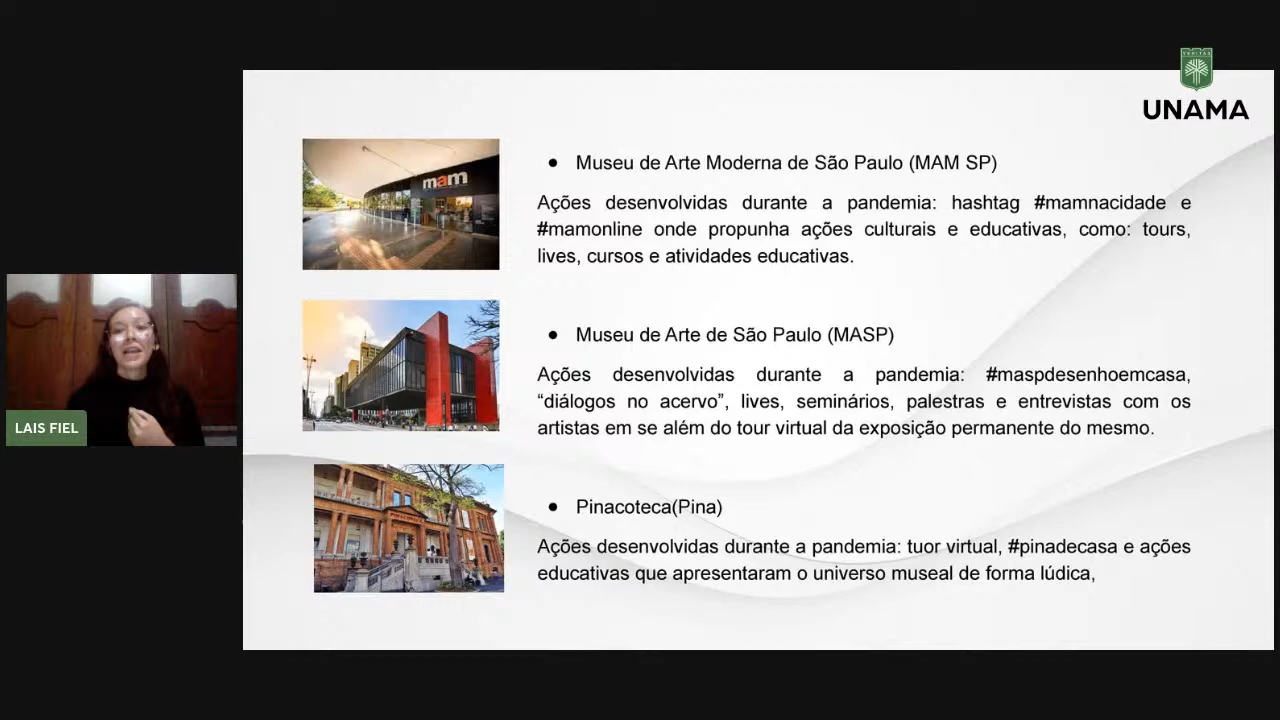 UNAMA
mam
● Museu de Arte Moderna de São Paulo (MAM SP)
Ações desenvolvidas durante a pandemia: hashtag #mamnacidade e
#mamonline onde propunha ações culturais e educativas, como: tours,
lives, cursos e atividades educativas.
● Museu de Arte de São Paulo (MASP)
Ações desenvolvidas durante a pandemia: #maspdesenhoemcasa,
“diálogos no acervo”, lives, seminários, palestras e entrevistas com os
artistas em se além do tour virtual da exposição permanente do mesmo.
LAIS FIEL
● Pinacoteca(Pina)
Ações desenvolvidas durante a pandemia: tuor virtual, #pinadecasa e ações
educativas que apresentaram o universo museal de forma lúdica,